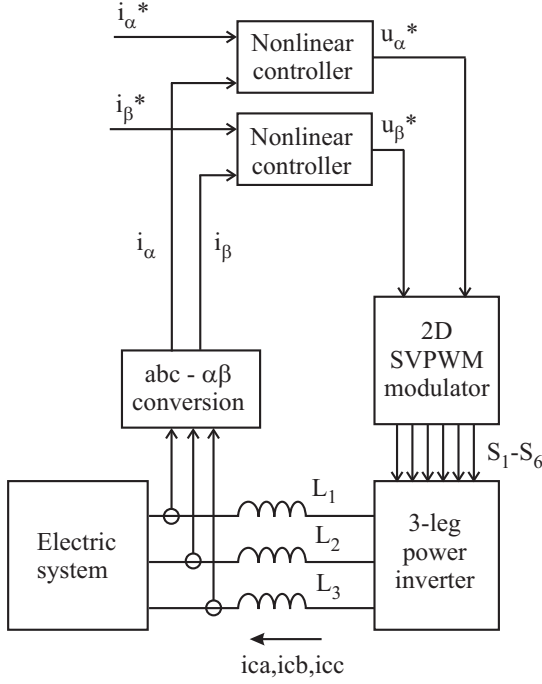 iα*
Nonlinear
controller
uα*
iβ*
Nonlinear
controller
uβ*
iα
iβ
2D
SVPWM
modulator
abc - αβ
conversion
S1-S6
L1
Electric
system
L2
3-leg
power
inverter
L3
ica,icb,icc